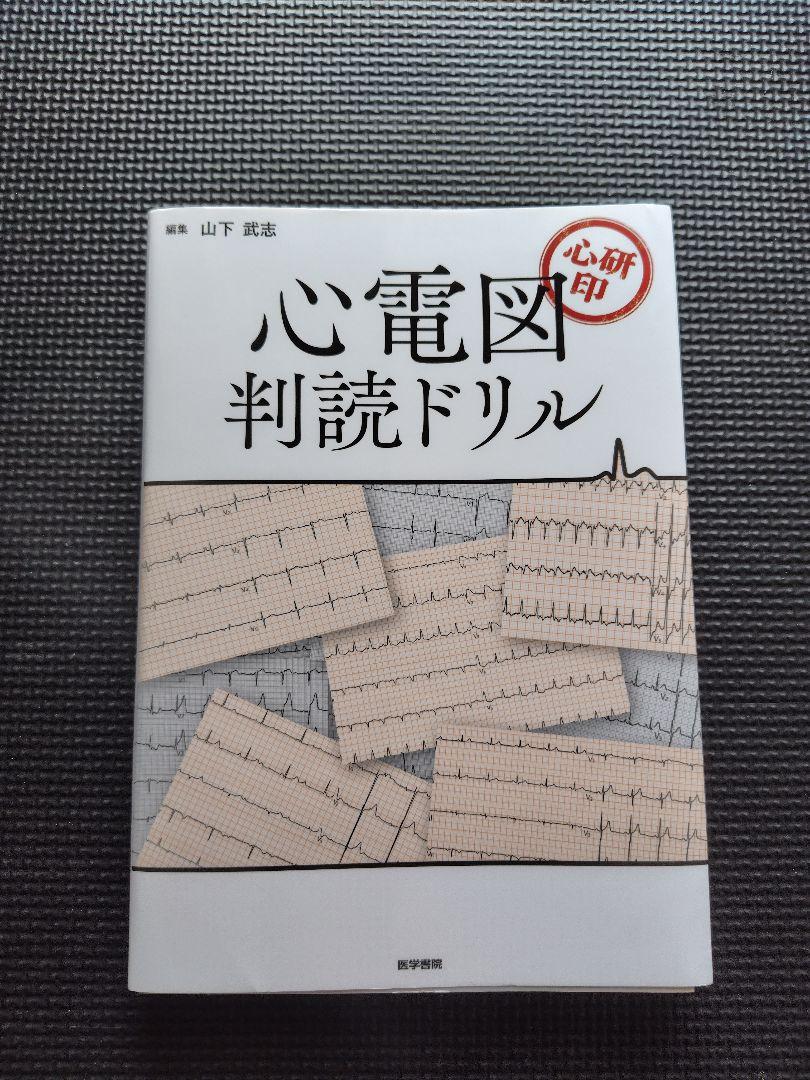 編集 山下 武志
心研
印
心電図
判読ドリル
医学書院